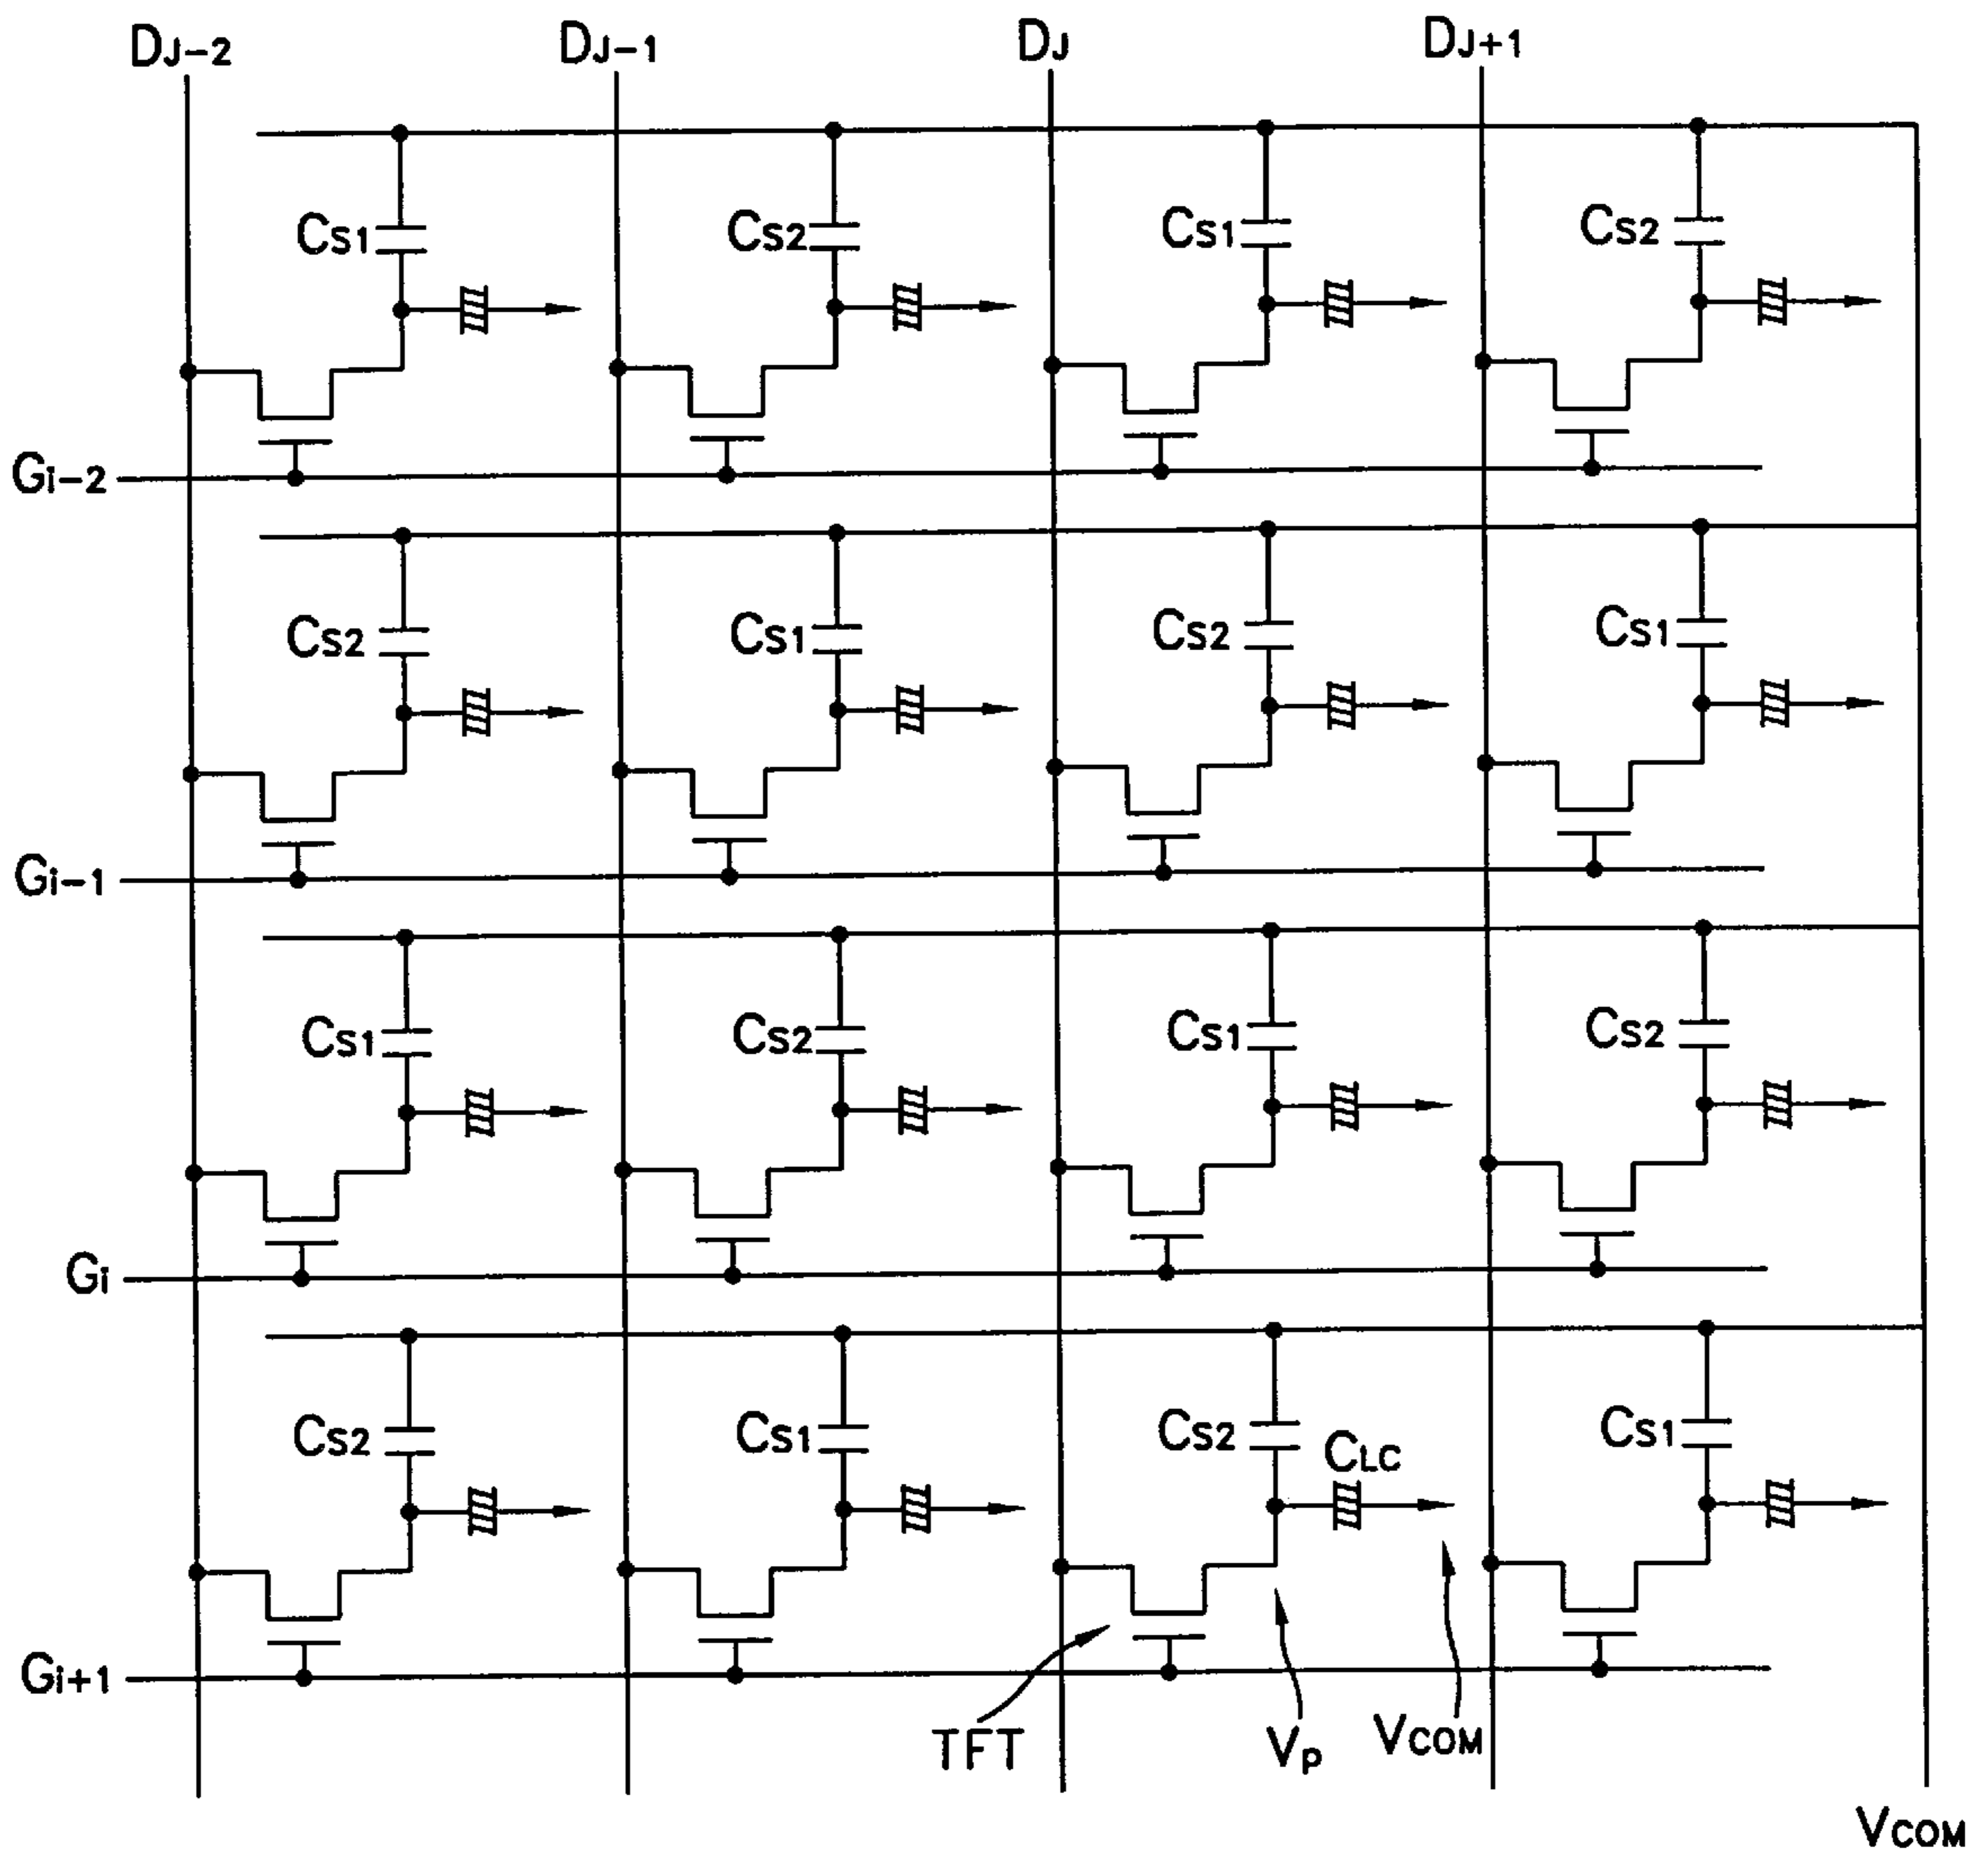 DJ-2 DJ-1 DJ DJ+1
CS1 CS2 CS1 CS2
Gi-2
CS2 CS1 CS2 CS1
Gi-1
CS1 CS2 CS1 CS2
Gi
CS2 CS1 CS2 CLC CS1
Gi+1
TFT VP VCOM
VCOM